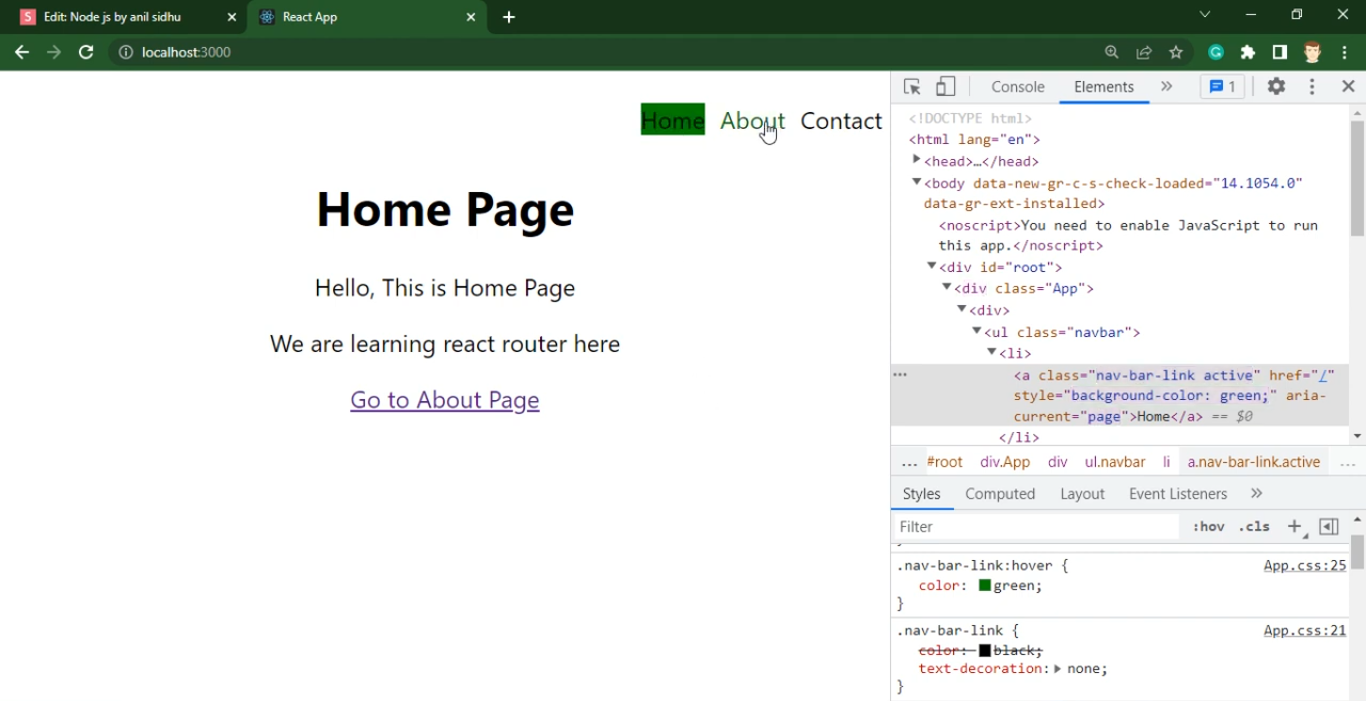 S Edit: Node js by anil sidhu
React App
localhost:3000
Home About Contact
Home Page
Hello, This is Home Page
We are learning react router here
Go to About Page
Console Elements 1
<!DOCTYPE html>
<html lang="en">
<head>…</head>
<body data-new-gr-c-s-check-loaded="14.1054.0"
data-gr-ext-installed>
<noscript>You need to enable JavaScript to run
this app.</noscript>
<div id="root">
<div class="App">
<div>
<ul class="navbar">
<li>
<a class="nav-bar-link active" href="/"
style="background-color: green;" aria-
current="page">Home</a> == $0
</li>
… #root div.App div ul.navbar li a.nav-bar-link.active …
Styles Computed Layout Event Listeners
Filter :hov .cls
.nav-bar-link:hover { App.css:25
color: green;
}
.nav-bar-link { App.css:21
color: black;
text-decoration: none;
}